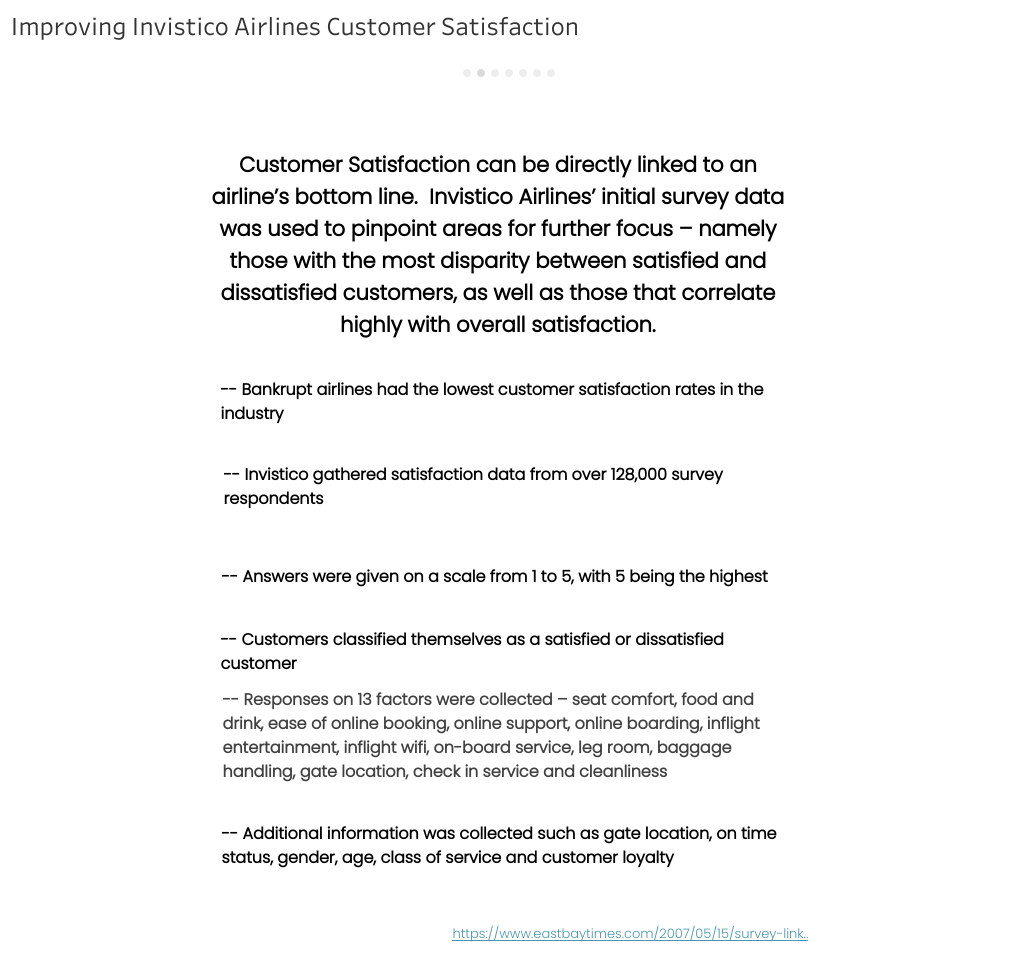 Improving Invistico Airlines Customer Satisfaction
Customer Satisfaction can be directly linked to an
airline’s bottom line.  Invistico Airlines’ initial survey data
was used to pinpoint areas for further focus – namely
those with the most disparity between satisfied and
dissatisfied customers, as well as those that correlate
highly with overall satisfaction.
-- Bankrupt airlines had the lowest customer satisfaction rates in the
industry
-- Invistico gathered satisfaction data from over 128,000 survey
respondents
-- Answers were given on a scale from 1 to 5, with 5 being the highest
-- Customers classified themselves as a satisfied or dissatisfied
customer
-- Responses on 13 factors were collected – seat comfort, food and
drink, ease of online booking, online support, online boarding, inflight
entertainment, inflight wifi, on-board service, leg room, baggage
handling, gate location, check in service and cleanliness
-- Additional information was collected such as gate location, on time
status, gender, age, class of service and customer loyalty
https://www.eastbaytimes.com/2007/05/15/survey-link..